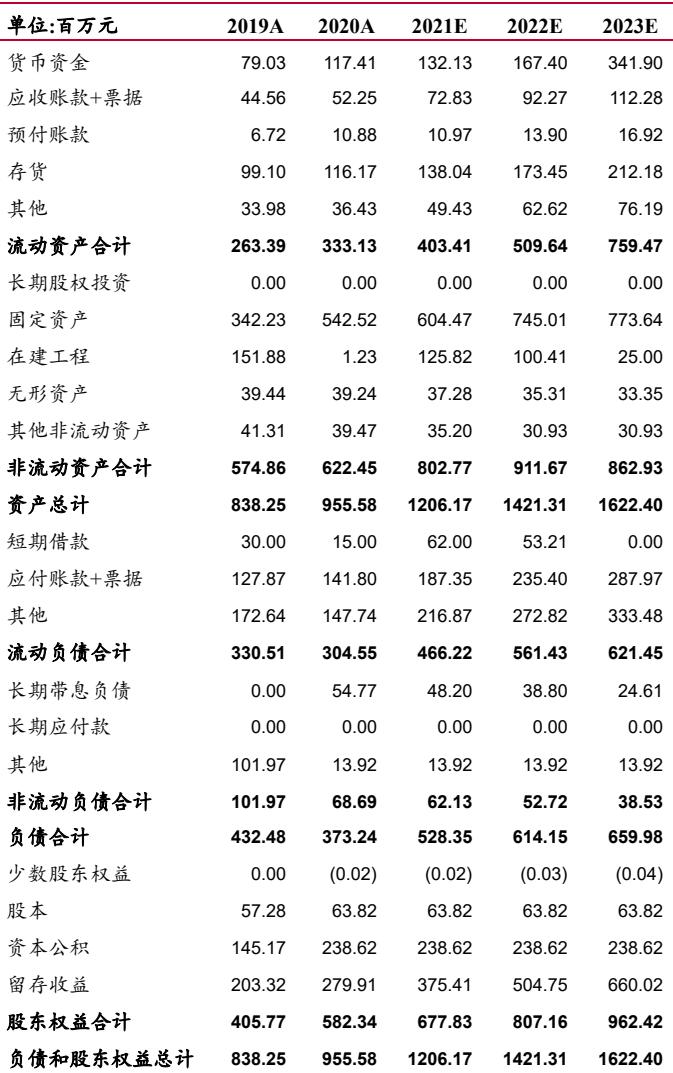 单位:百万元 2019A 2020A 2021E 2022E 2023E
货币资金 79.03 117.41 132.13 167.40 341.90
应收账款+票据 44.56 52.25 72.83 92.27 112.28
预付账款 6.72 10.88 10.97 13.90 16.92
存货 99.10 116.17 138.04 173.45 212.18
其他 33.98 36.43 49.43 62.62 76.19
流动资产合计 263.39 333.13 403.41 509.64 759.47
长期股权投资 0.00 0.00 0.00 0.00 0.00
固定资产 342.23 542.52 604.47 745.01 773.64
在建工程 151.88 1.23 125.82 100.41 25.00
无形资产 39.44 39.24 37.28 35.31 33.35
其他非流动资产 41.31 39.47 35.20 30.93 30.93
非流动资产合计 574.86 622.45 802.77 911.67 862.93
资产总计 838.25 955.58 1206.17 1421.31 1622.40
短期借款 30.00 15.00 62.00 53.21 0.00
应付账款+票据 127.87 141.80 187.35 235.40 287.97
其他 172.64 147.74 216.87 272.82 333.48
流动负债合计 330.51 304.55 466.22 561.43 621.45
长期带息负债 0.00 54.77 48.20 38.80 24.61
长期应付款 0.00 0.00 0.00 0.00 0.00
其他 101.97 13.92 13.92 13.92 13.92
非流动负债合计 101.97 68.69 62.13 52.72 38.53
负债合计 432.48 373.24 528.35 614.15 659.98
少数股东权益 0.00 (0.02) (0.02) (0.03) (0.04)
股本 57.28 63.82 63.82 63.82 63.82
资本公积 145.17 238.62 238.62 238.62 238.62
留存收益 203.32 279.91 375.41 504.75 660.02
股东权益合计 405.77 582.34 677.83 807.16 962.42
负债和股东权益总计 838.25 955.58 1206.17 1421.31 1622.40